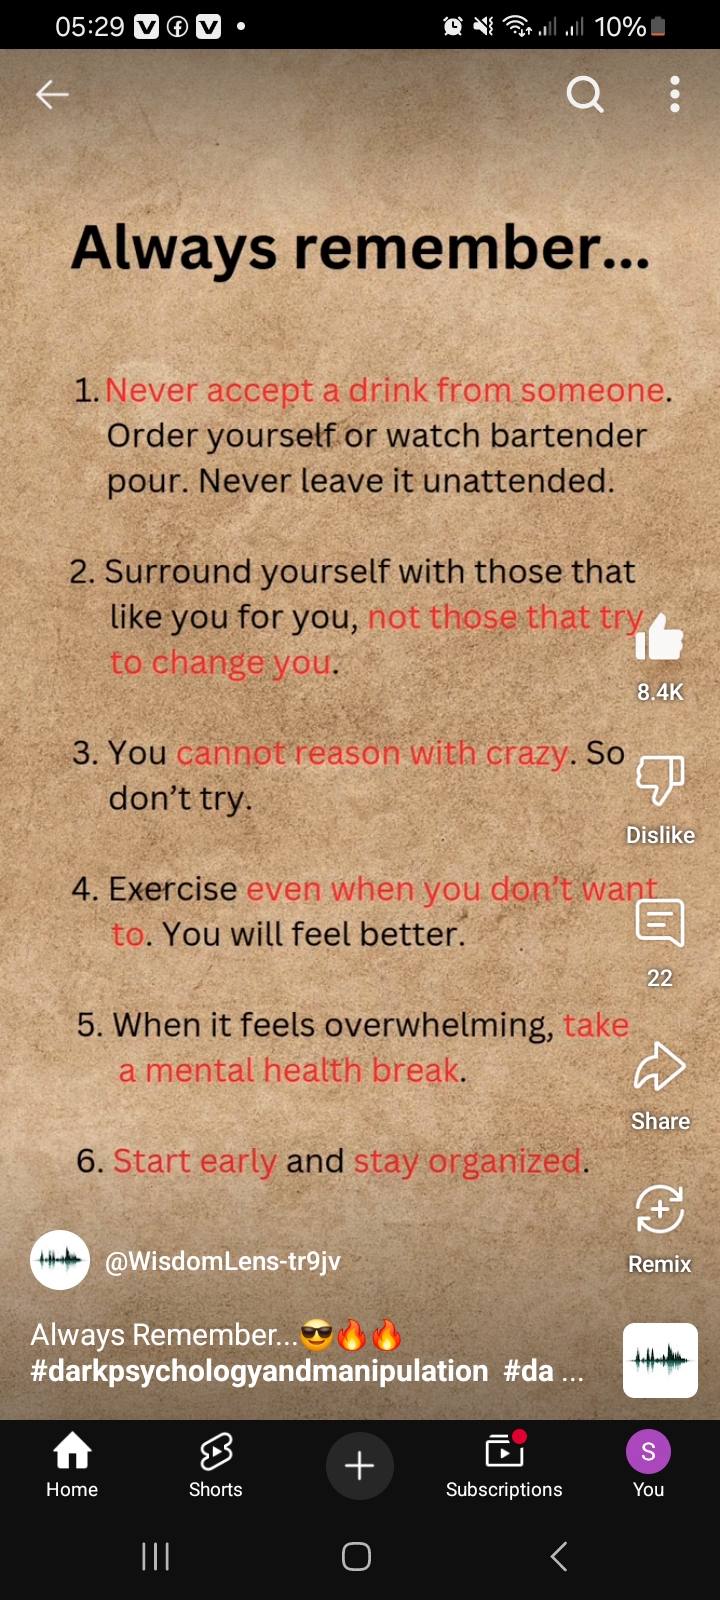 05:29
10%
Always remember...
1. Never accept a drink from someone.
Order yourself or watch bartender
pour. Never leave it unattended.
2. Surround yourself with those that
like you for you, not those that try
to change you.
3. You cannot reason with crazy. So
don't try.
4. Exercise even when you don't want
to. You will feel better.
5. When it feels overwhelming, take
a mental health break.
6. Start early and stay organized.
8.4K
Dislike
22
Share
Remix
@WisdomLens-tr9jv
Always Remember...😎🔥🔥
#darkpsychologyandmanipulation #da ...
Home
Shorts
Subscriptions
S
You